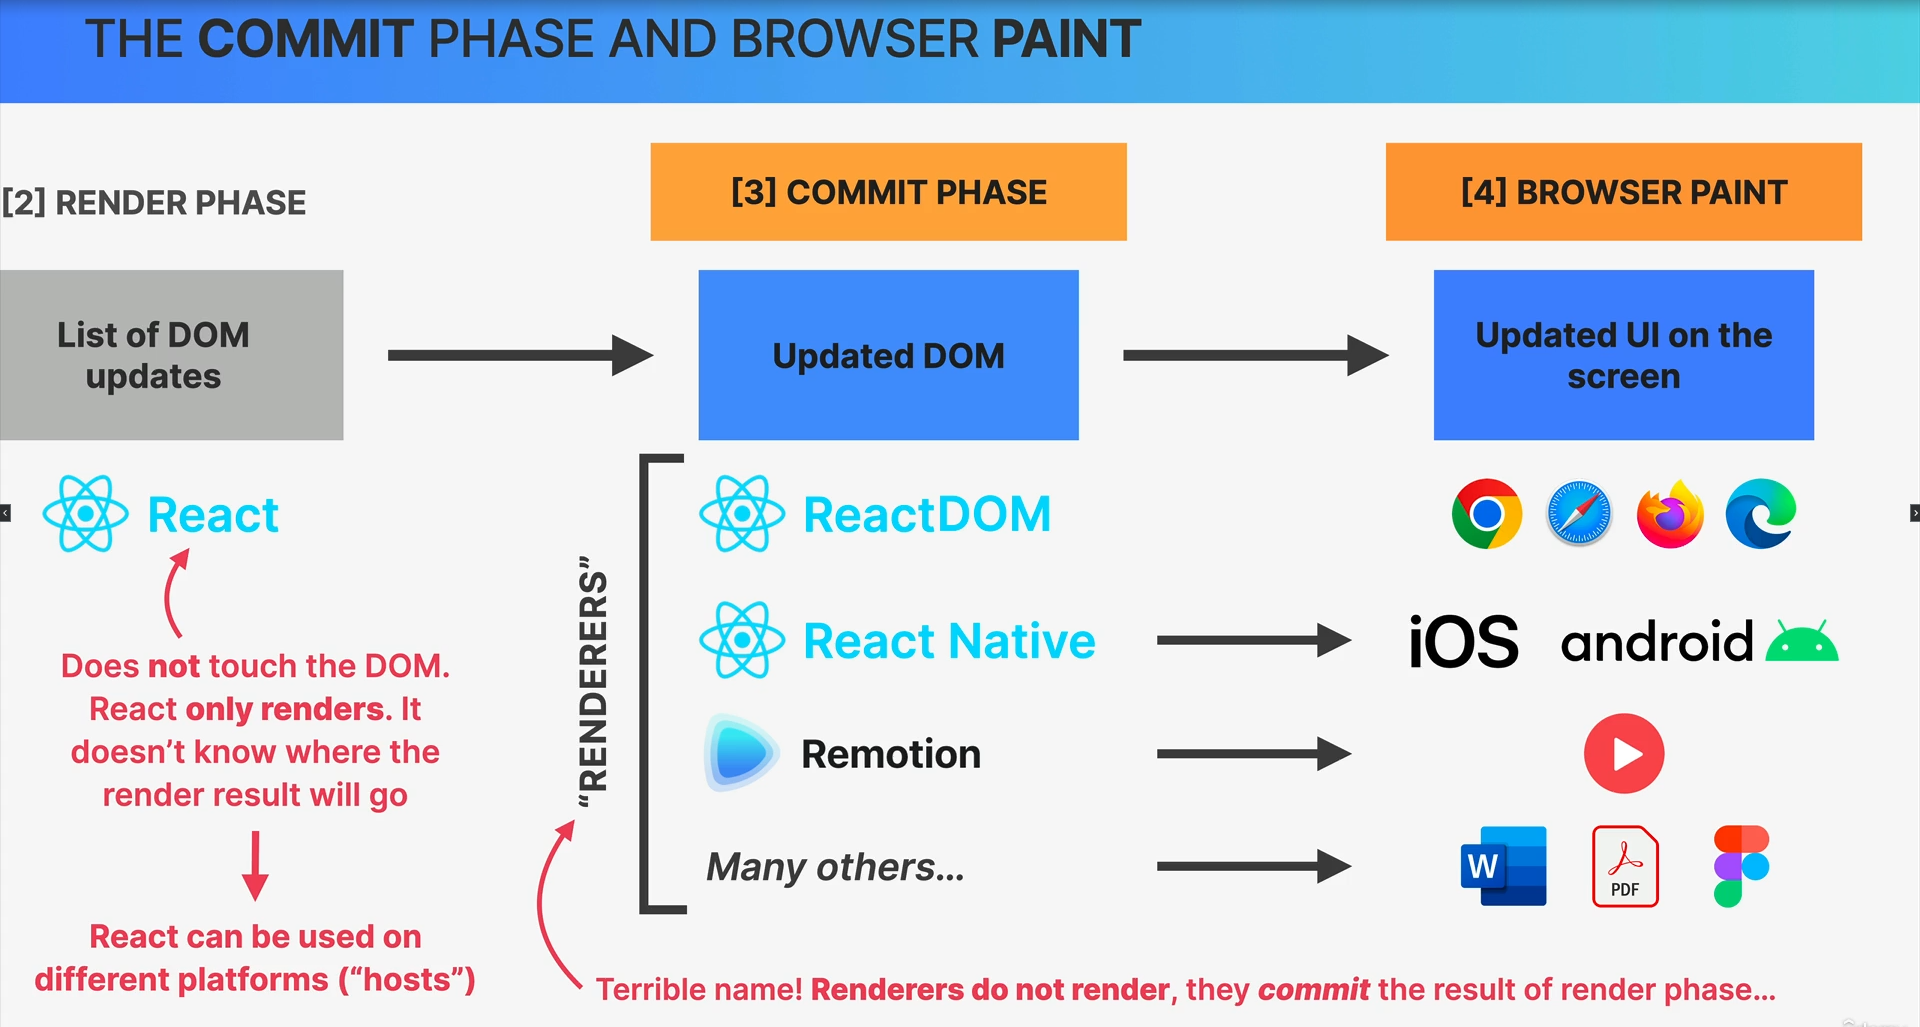 THE COMMIT PHASE AND BROWSER PAINT
[2] RENDER PHASE
[3] COMMIT PHASE
[4] BROWSER PAINT
List of DOM
updates
Updated DOM
Updated UI on the
screen
React
Does not touch the DOM.
React only renders. It
doesn’t know where the
render result will go
React can be used on
different platforms (“hosts”)
“RENDERERS”
ReactDOM
React Native
iOS
android
Remotion
Many others...
W
PDF
Terrible name! Renderers do not render, they commit the result of render phase...